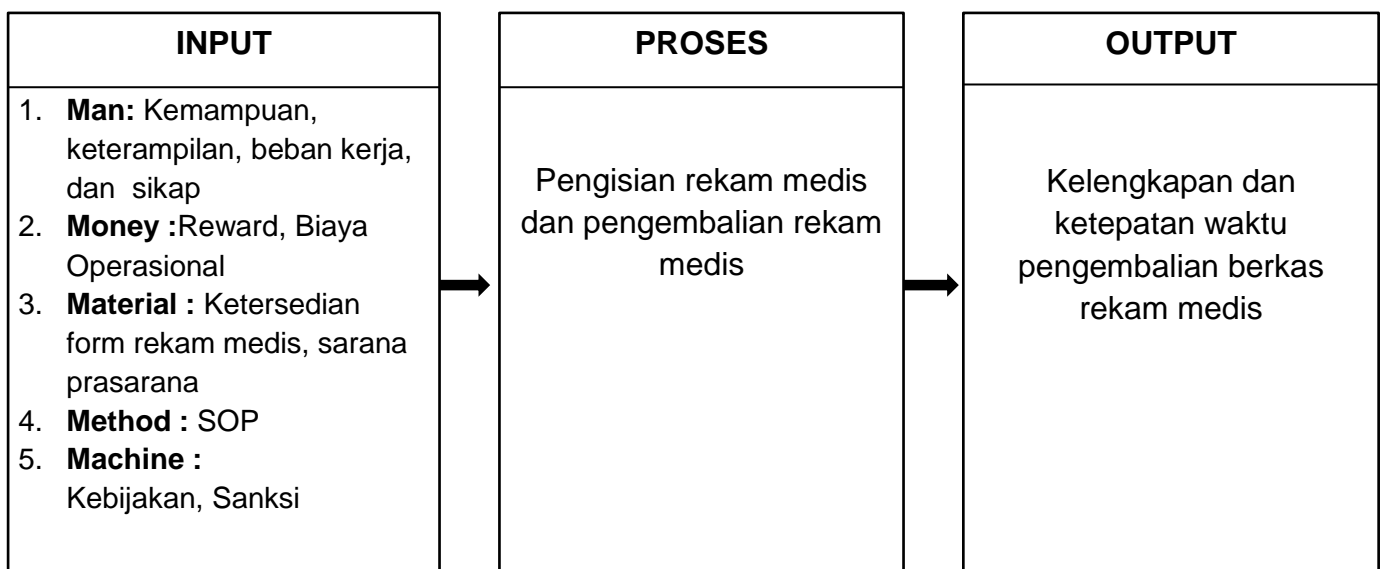 INPUT
1. Man: Kemampuan,
keterampilan, beban kerja,
dan sikap
2. Money :Reward, Biaya
Operasional
3. Material : Ketersedian
form rekam medis, sarana
prasarana
4. Method : SOP
5. Machine :
Kebijakan, Sanksi
PROSES
Pengisian rekam medis
dan pengembalian rekam
medis
OUTPUT
Kelengkapan dan
ketepatan waktu
pengembalian berkas
rekam medis